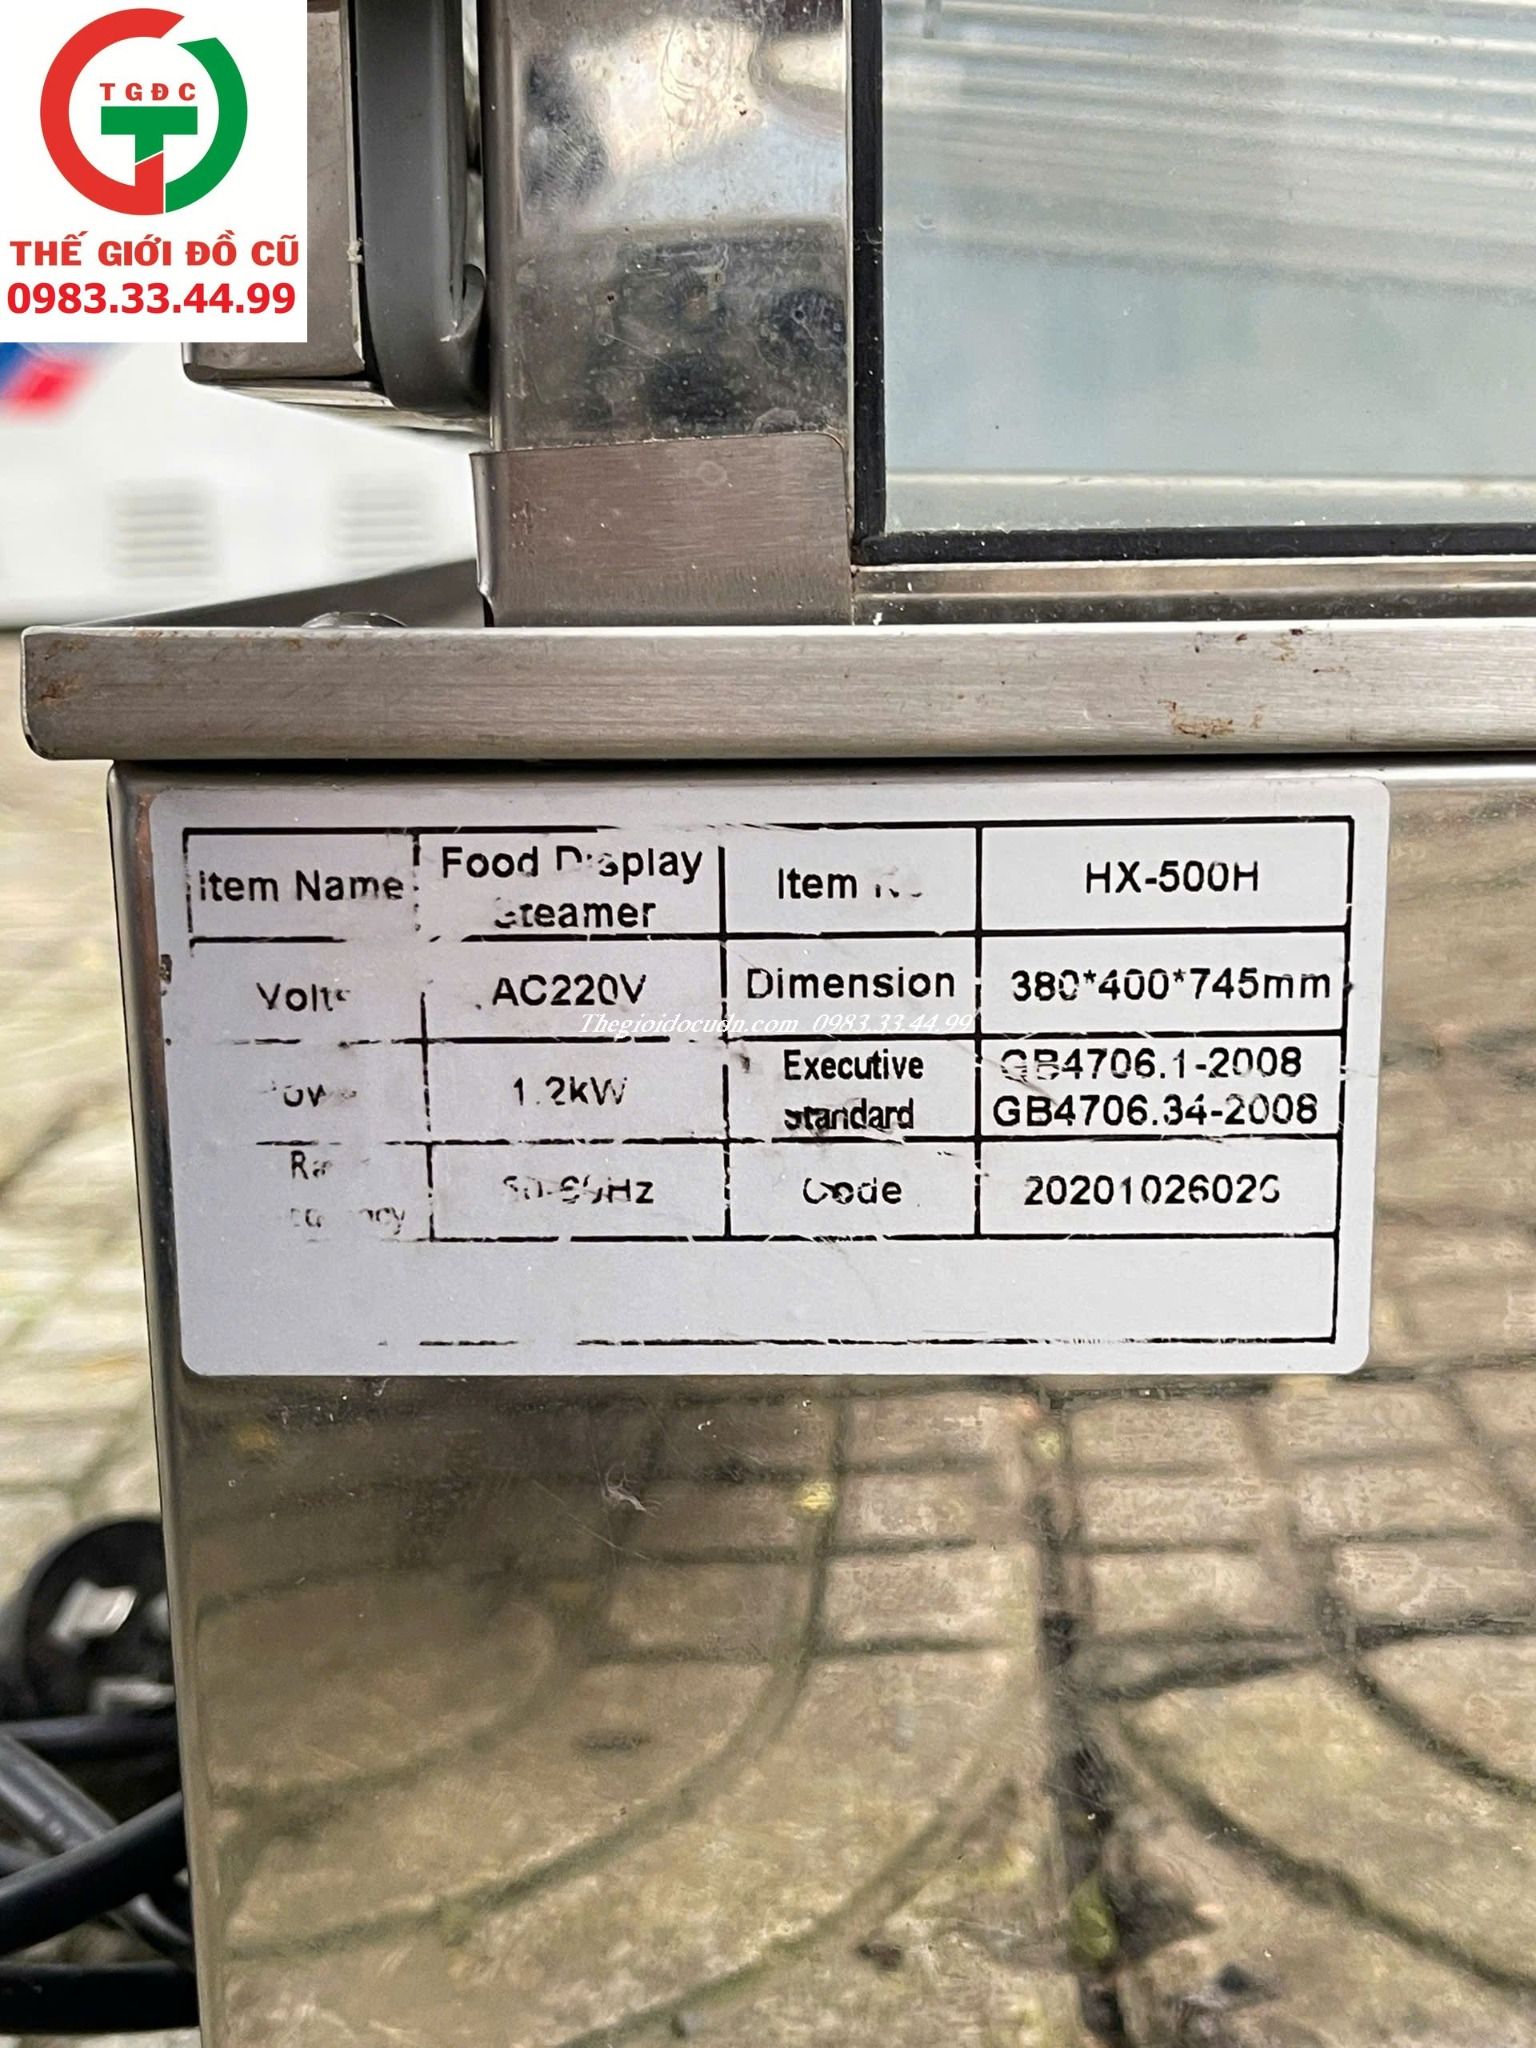 TGĐC
THẾ GIỚI ĐỒ CŨ
0983.33.44.99
Item Name
Food Display
Steamer
Item
HX-500H
AC220V
Dimension
380*400*745mm
Thegioidocudn.com 0983.33.44.99
1.2kW
Executive
Standard
GB4706.1-2008
GB4706.34-2008
Code